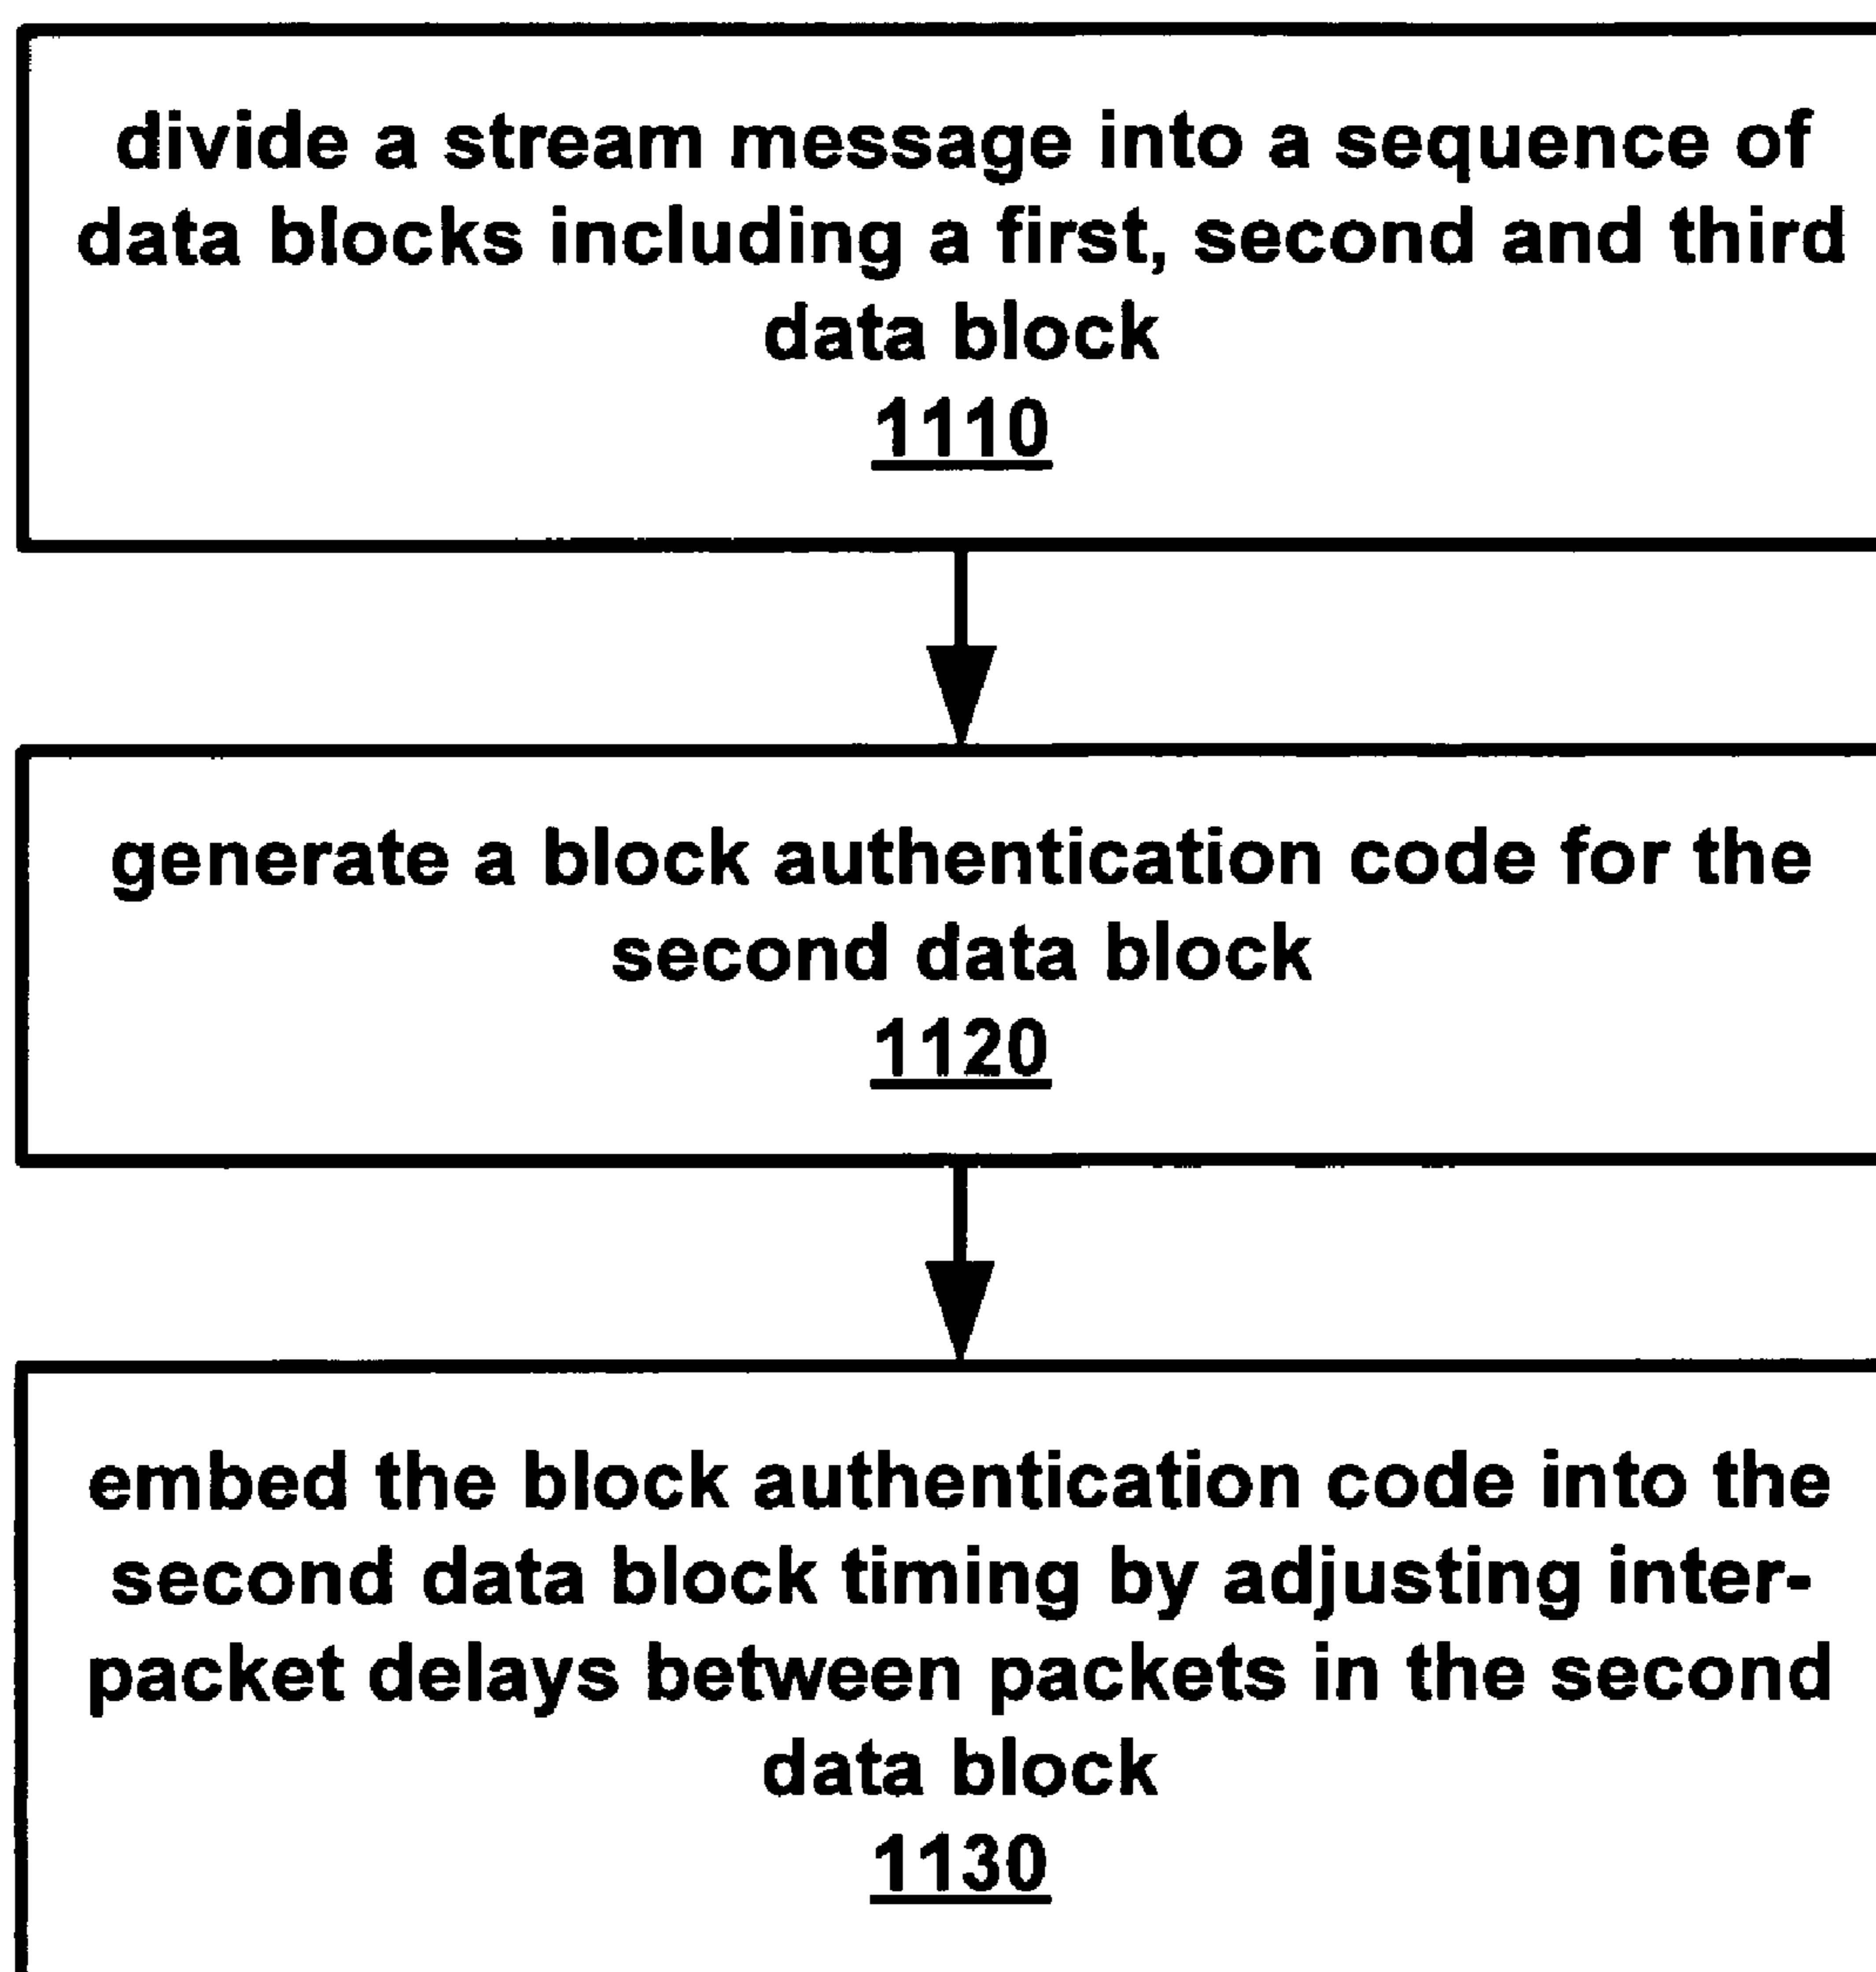 divide a stream message into a sequence of
data blocks including a first, second and third
data block
1110
generate a block authentication code for the
second data block
1120
embed the block authentication code into the
second data block timing by adjusting inter-
packet delays between packets in the second
data block
1130